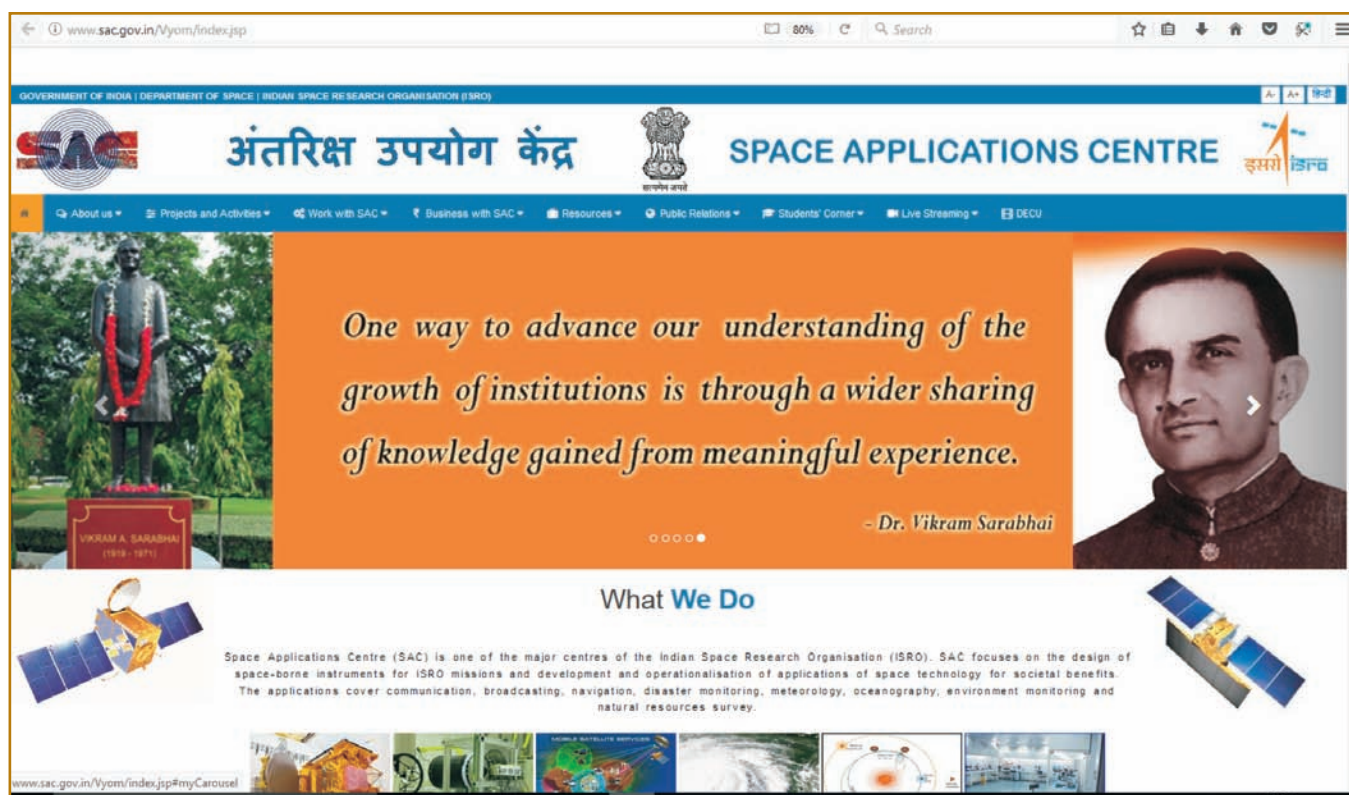 www.sac.gov.in/Vyom/index.jsp
80%
Search
GOVERNMENT OF INDIA | DEPARTMENT OF SPACE | INDIAN SPACE RESEARCH ORGANISATION (ISRO)
A- A+ हिन्दी
SAC
अंतरिक्ष उपयोग केंद्र
सत्यमेव जयते
SPACE APPLICATIONS CENTRE
इसरो isro
About us Projects and Activities Work with SAC Business with SAC Resources Public Relations Students' Corner Live Streaming DECU
One way to advance our understanding of the
growth of institutions is through a wider sharing
of knowledge gained from meaningful experience.
- Dr. Vikram Sarabhai
VIKRAM A. SARABHAI
(1919 - 1971)
What We Do
Space Applications Centre (SAC) is one of the major centres of the Indian Space Research Organisation (ISRO). SAC focuses on the design of
space-borne instruments for ISRO missions and development and operationalisation of applications of space technology for societal benefits.
The applications cover communication, broadcasting, navigation, disaster monitoring, meteorology, oceanography, environment monitoring and
natural resources survey.
MOBILE SATELLITE SERVICES
www.sac.gov.in/Vyom/index.jsp#myCarousel